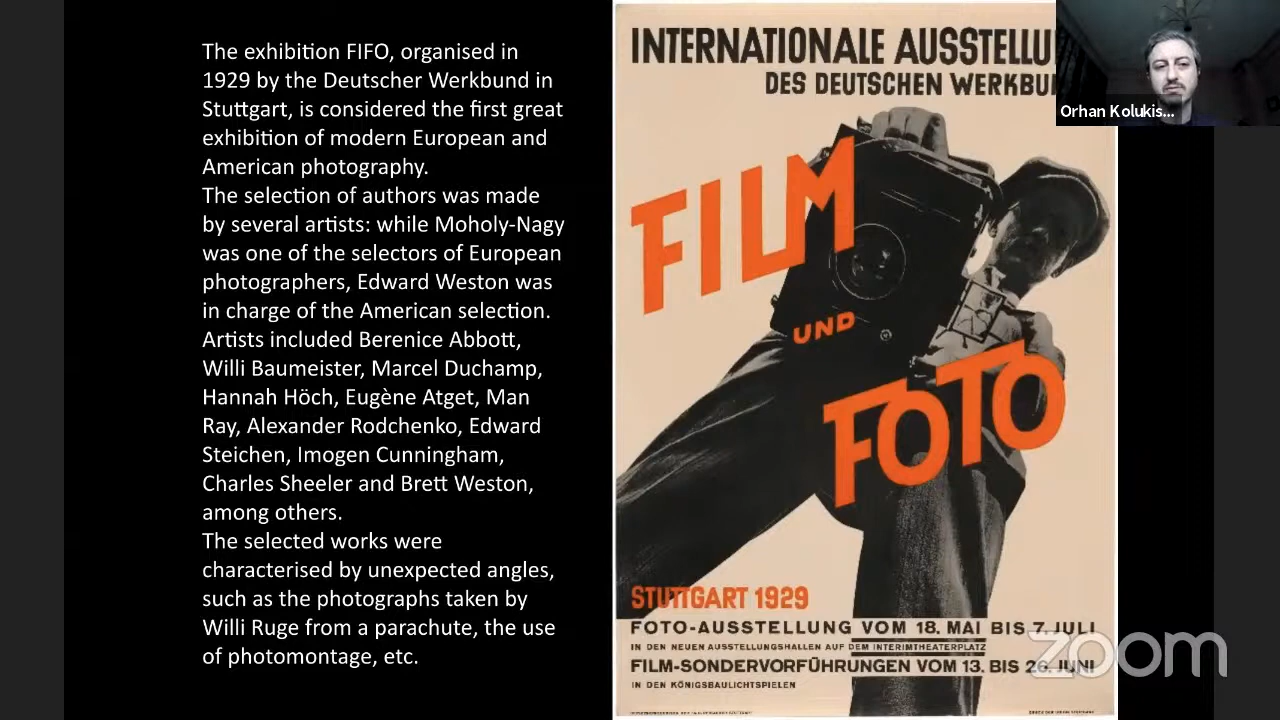 The exhibition FIFO, organised in
1929 by the Deutscher Werkbund in
Stuttgart, is considered the first great
exhibition of modern European and
American photography.
The selection of authors was made
by several artists: while Moholy-Nagy
was one of the selectors of European
photographers, Edward Weston was
in charge of the American selection.
Artists included Berenice Abbott,
Willi Baumeister, Marcel Duchamp,
Hannah Höch, Eugène Atget, Man
Ray, Alexander Rodchenko, Edward
Steichen, Imogen Cunningham,
Charles Sheeler and Brett Weston,
among others.
The selected works were
characterised by unexpected angles,
such as the photographs taken by
Willi Ruge from a parachute, the use
of photomontage, etc.
INTERNATIONALE AUSSTELLU
DES DEUTSCHEN WERKBU
FILM
UND
FOTO
STUTTGART 1929
FOTO-AUSSTELLUNG VOM 18. MAI BIS 7. JULI
IN DEN NEUEN AUSSTELLUNGSHALLEN AUF DEM INTERIMTHEATERPLATZ
FILM-SONDERVORFÜHRUNGEN VOM 13. BIS 26. JUNI
IN DEN KÖNIGSBAULICHTSPIELEN
Orhan Kolukis...
zoom